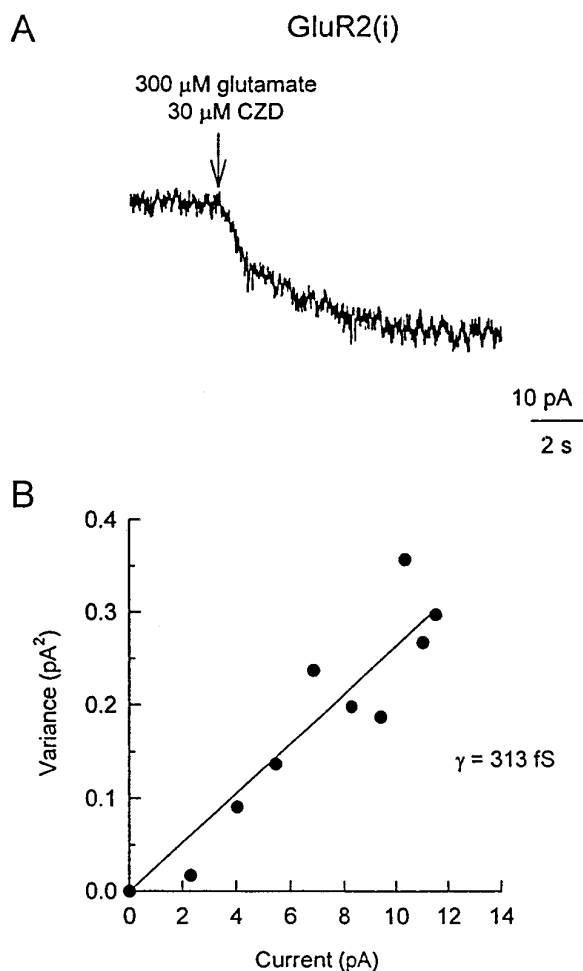 A
GluR2(i)
300 µM glutamate
30 µM CZD
10 pA
2 s
B
0.4
0.3
0.2
0.1
0.0
Variance (pA²)
γ = 313 fS
0 2 4 6 8 10 12 14
Current (pA)